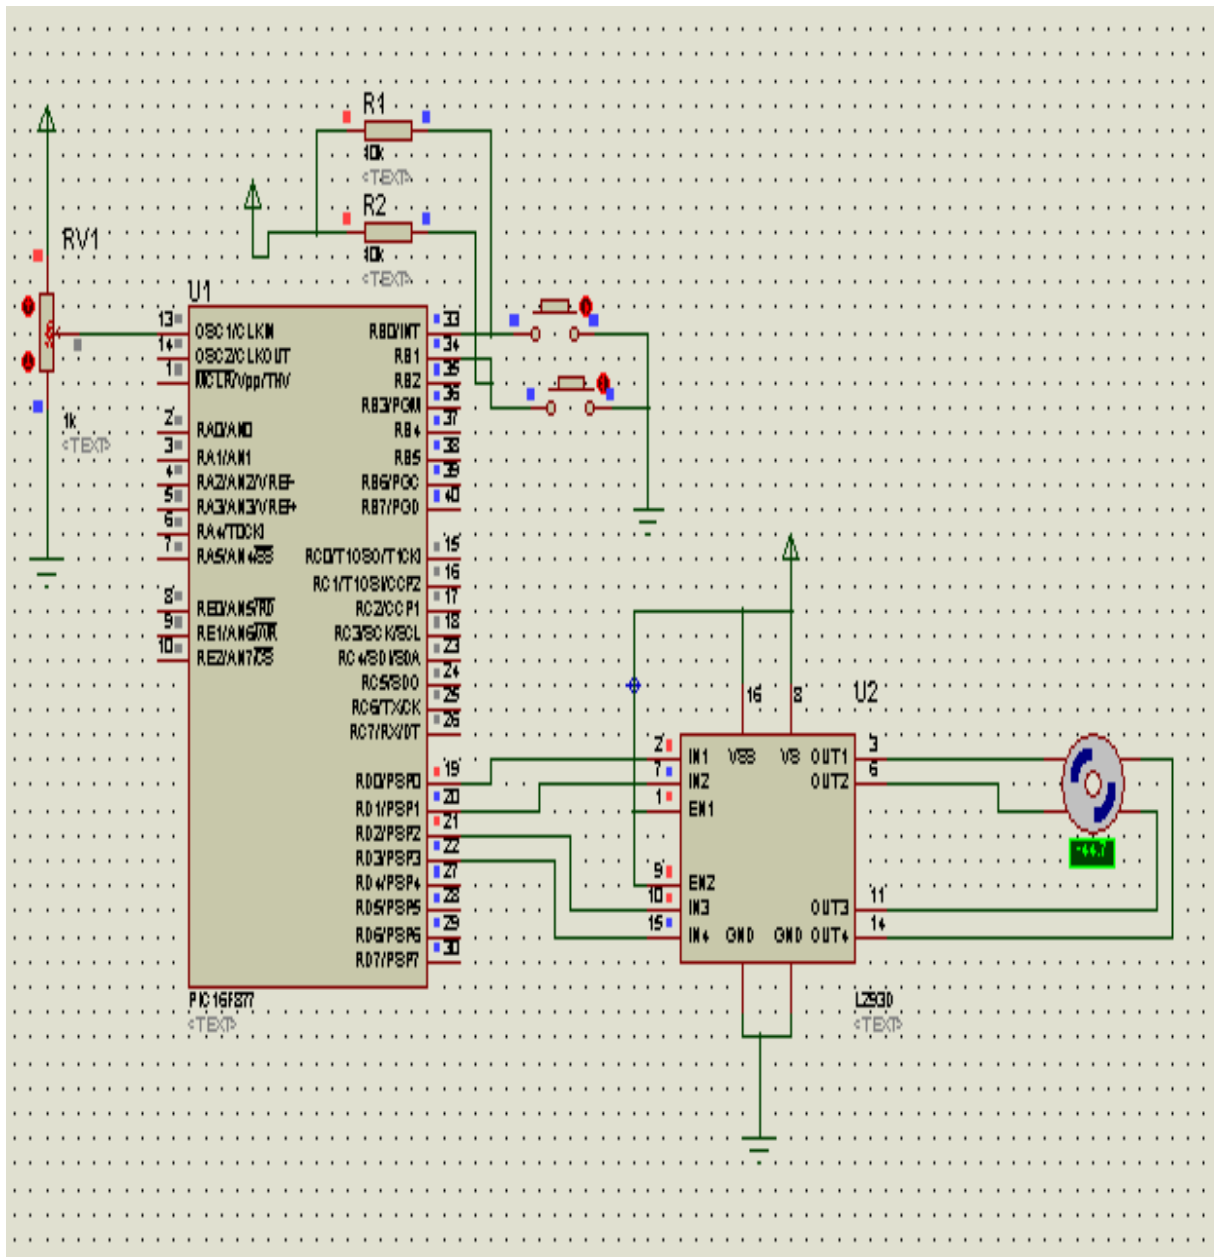 R1
10k
<TEXT>
R2
10k
<TEXT>
RV1
1k
<TEXT>
U1
13 OSC1/CLKIN
14 OSC2/CLKOUT
1 MCLR/Vpp/THV
2 RA0/AN0
3 RA1/AN1
4 RA2/AN2/VREF-
5 RA3/AN3/VREF+
6 RA4/T0CKI
7 RA5/AN4/SS
8 RE0/AN5/RD
9 RE1/AN6/WR
10 RE2/AN7/CS
RB0/INT 33
RB1 34
RB2 35
RB3/PGM 36
RB4 37
RB5 38
RB6/PGC 39
RB7/PGD 40
RC0/T1OSO/T1CKI 15
RC1/T1OSI/CCP2 16
RC2/CCP1 17
RC3/SCK/SCL 18
RC4/SDI/SDA 23
RC5/SDO 24
RC6/TX/CK 25
RC7/RX/DT 26
RD0/PSP0 19
RD1/PSP1 20
RD2/PSP2 21
RD3/PSP3 22
RD4/PSP4 27
RD5/PSP5 28
RD6/PSP6 29
RD7/PSP7 30
PIC16F877
<TEXT>
U2
16 8
2 IN1 VSS VS OUT1 3
7 IN2 OUT2 6
1 EN1
9 EN2
10 IN3 OUT3 11
15 IN4 GND GND OUT4 14
L293D
<TEXT>